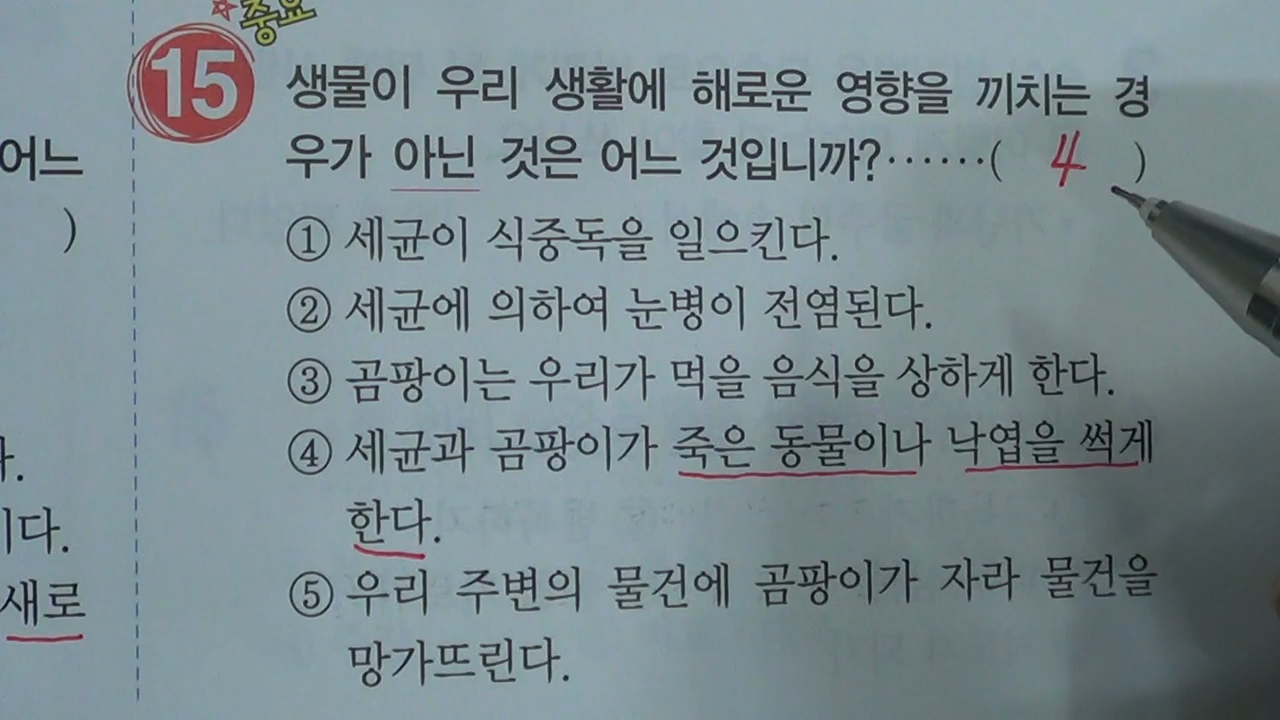 중요
15 생물이 우리 생활에 해로운 영향을 끼치는 경
우가 아닌 것은 어느 것입니까?······( 4 )
① 세균이 식중독을 일으킨다.
② 세균에 의하여 눈병이 전염된다.
③ 곰팡이는 우리가 먹을 음식을 상하게 한다.
④ 세균과 곰팡이가 죽은 동물이나 낙엽을 썩게
한다.
⑤ 우리 주변의 물건에 곰팡이가 자라 물건을
망가뜨린다.
어느
)
다.
이다.
새로